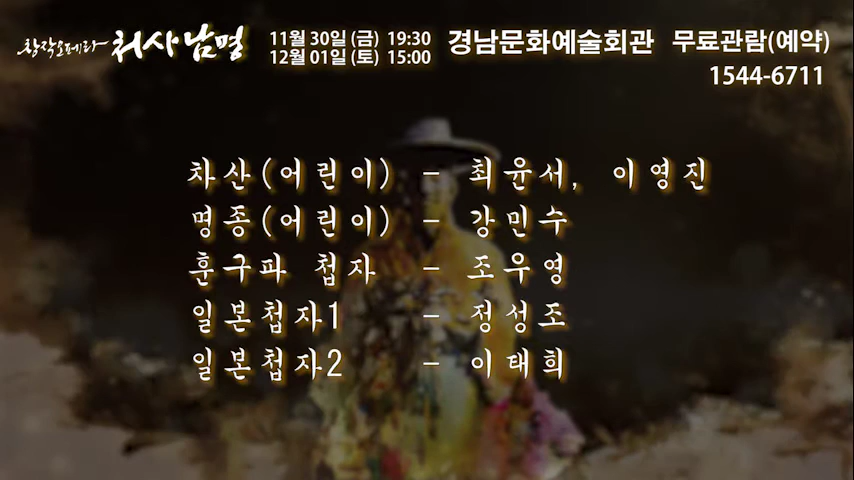 창작오페라 처사남명 11월 30일 (금) 19:30 경남문화예술회관 무료관람(예약)
12월 01일 (토) 15:00
1544-6711
차산(어린이) - 최윤서, 이영진
명종(어린이) - 강민수
훈구파 첩자 - 조우영
일본첩자1 - 정성조
일본첩자2 - 이태희